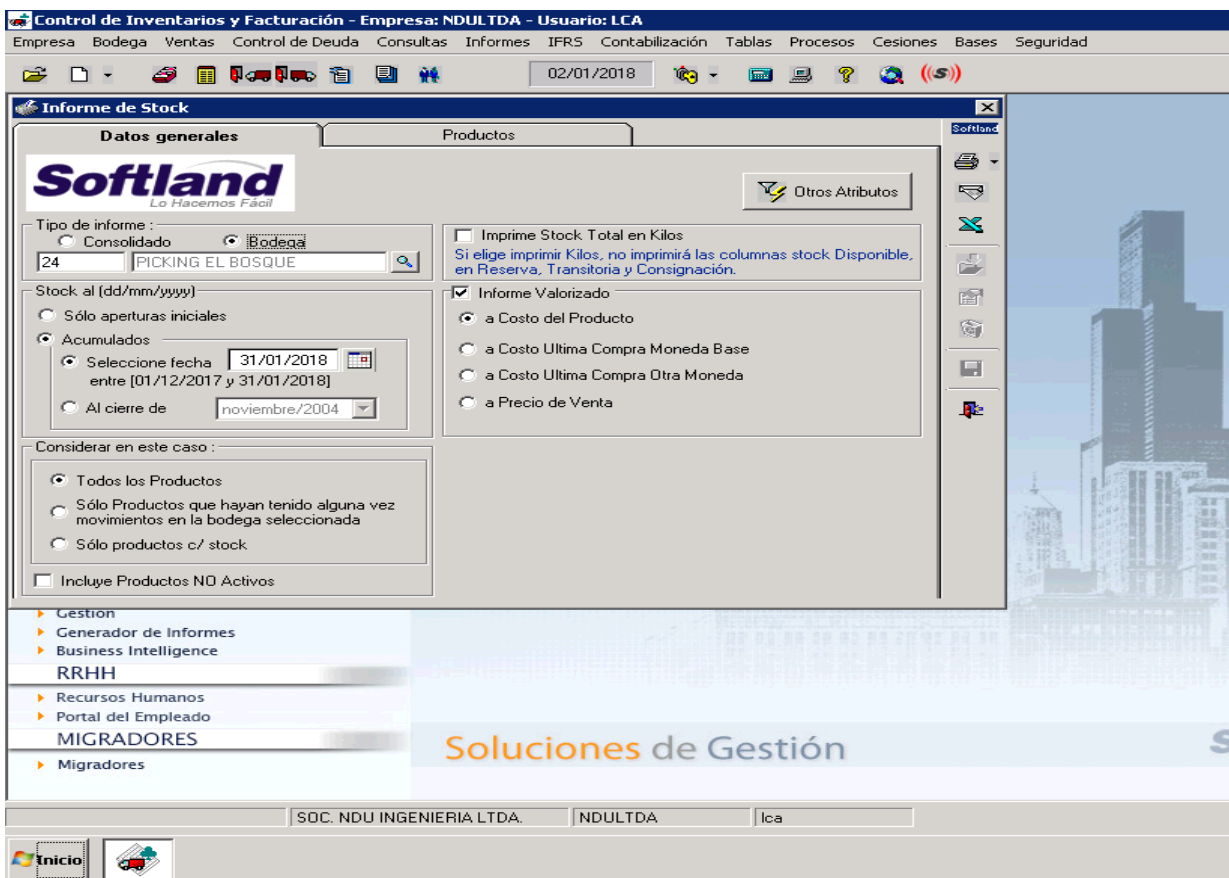 Control de Inventarios y Facturación - Empresa: NDULTDA - Usuario: LCA
Empresa Bodega Ventas Control de Deuda Consultas Informes IFRS Contabilización Tablas Procesos Cesiones Bases Seguridad
02/01/2018 ((S))
Informe de Stock
Datos generales Productos
Softland
Softland
Lo Hacemos Fácil
Otros Atributos
Tipo de informe :
Consolidado Bodega
24 PICKING EL BOSQUE
Imprime Stock Total en Kilos
Si elige imprimir Kilos, no imprimirá las columnas stock Disponible,
en Reserva, Transitoria y Consignación.
Stock al (dd/mm/yyyy)
Sólo aperturas iniciales
Acumulados
Seleccione fecha 31/01/2018
entre [01/12/2017 y 31/01/2018]
Al cierre de noviembre/2004
Informe Valorizado
a Costo del Producto
a Costo Ultima Compra Moneda Base
a Costo Ultima Compra Otra Moneda
a Precio de Venta
Considerar en este caso :
Todos los Productos
Sólo Productos que hayan tenido alguna vez
movimientos en la bodega seleccionada
Sólo productos c/ stock
Incluye Productos NO Activos
Gestión
Generador de Informes
Business Intelligence
RRHH
Recursos Humanos
Portal del Empleado
MIGRADORES
Migradores
Soluciones de Gestión
SOC. NDU INGENIERIA LTDA. NDULTDA lca
Inicio